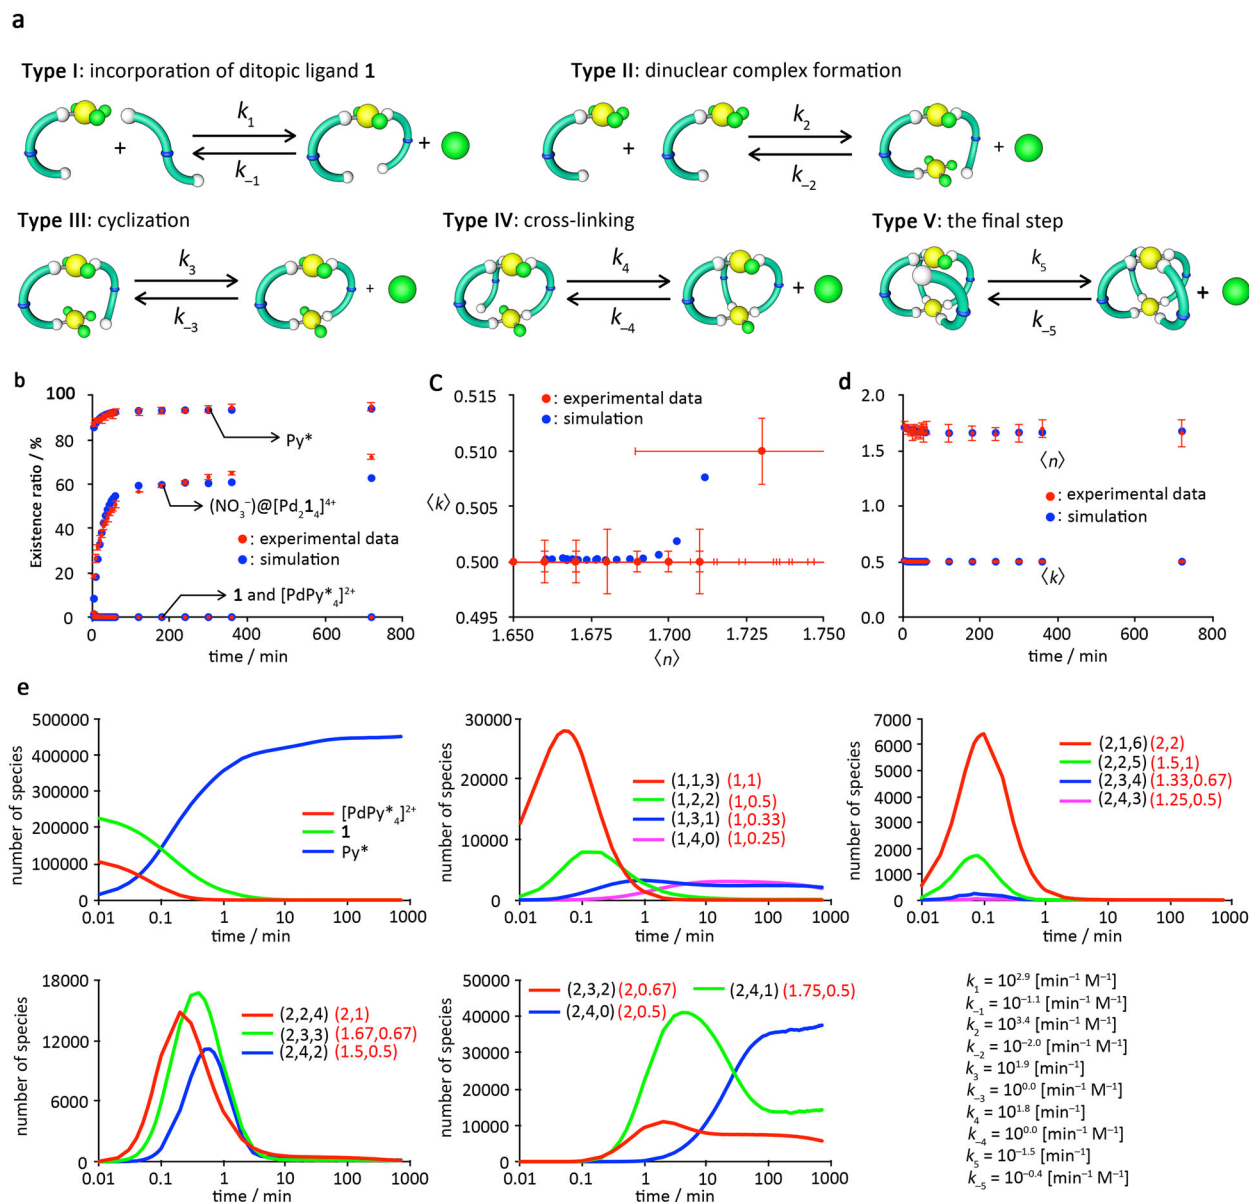 a
Type I: incorporation of ditopic ligand 1
Type II: dinuclear complex formation
+ k1 k–1 +
+ k2 k–2 +
Type III: cyclization
Type IV: cross-linking
Type V: the final step
k3 k–3 +
k4 k–4 +
k5 k–5 +
b
100
80
60
40
20
0
Existence ratio / %
Py*
(NO3–)@[Pd214]4+
: experimental data
: simulation
1 and [PdPy*4]2+
0 200 400 600 800
time / min
C
0.515
0.510
0.505
0.500
0.495
⟨k⟩
: experimental data
: simulation
1.650 1.675 1.700 1.725 1.750
⟨n⟩
d
2.0
1.5
1.0
0.5
0.0
⟨n⟩
: experimental data
: simulation
⟨k⟩
0 200 400 600 800
time / min
e
number of species
500000
400000
300000
200000
100000
0
[PdPy*4]2+
1
Py*
0.01 0.1 1 10 100 1000
time / min
number of species
30000
20000
10000
0
(1,1,3) (1,1)
(1,2,2) (1,0.5)
(1,3,1) (1,0.33)
(1,4,0) (1,0.25)
0.01 0.1 1 10 100 1000
time / min
number of species
7000
6000
5000
4000
3000
2000
1000
0
(2,1,6) (2,2)
(2,2,5) (1.5,1)
(2,3,4) (1.33,0.67)
(2,4,3) (1.25,0.5)
0.01 0.1 1 10 100 1000
time / min
number of species
18000
12000
6000
0
(2,2,4) (2,1)
(2,3,3) (1.67,0.67)
(2,4,2) (1.5,0.5)
0.01 0.1 1 10 100 1000
time / min
number of species
50000
40000
30000
20000
10000
0
(2,3,2) (2,0.67) (2,4,1) (1.75,0.5)
(2,4,0) (2,0.5)
0.01 0.1 1 10 100 1000
time / min
k1 = 10^2.9 [min–1 M–1]
k–1 = 10^–1.1 [min–1 M–1]
k2 = 10^3.4 [min–1 M–1]
k–2 = 10^–2.0 [min–1 M–1]
k3 = 10^1.9 [min–1]
k–3 = 10^0.0 [min–1 M–1]
k4 = 10^1.8 [min–1]
k–4 = 10^0.0 [min–1 M–1]
k5 = 10^–1.5 [min–1]
k–5 = 10^–0.4 [min–1 M–1]